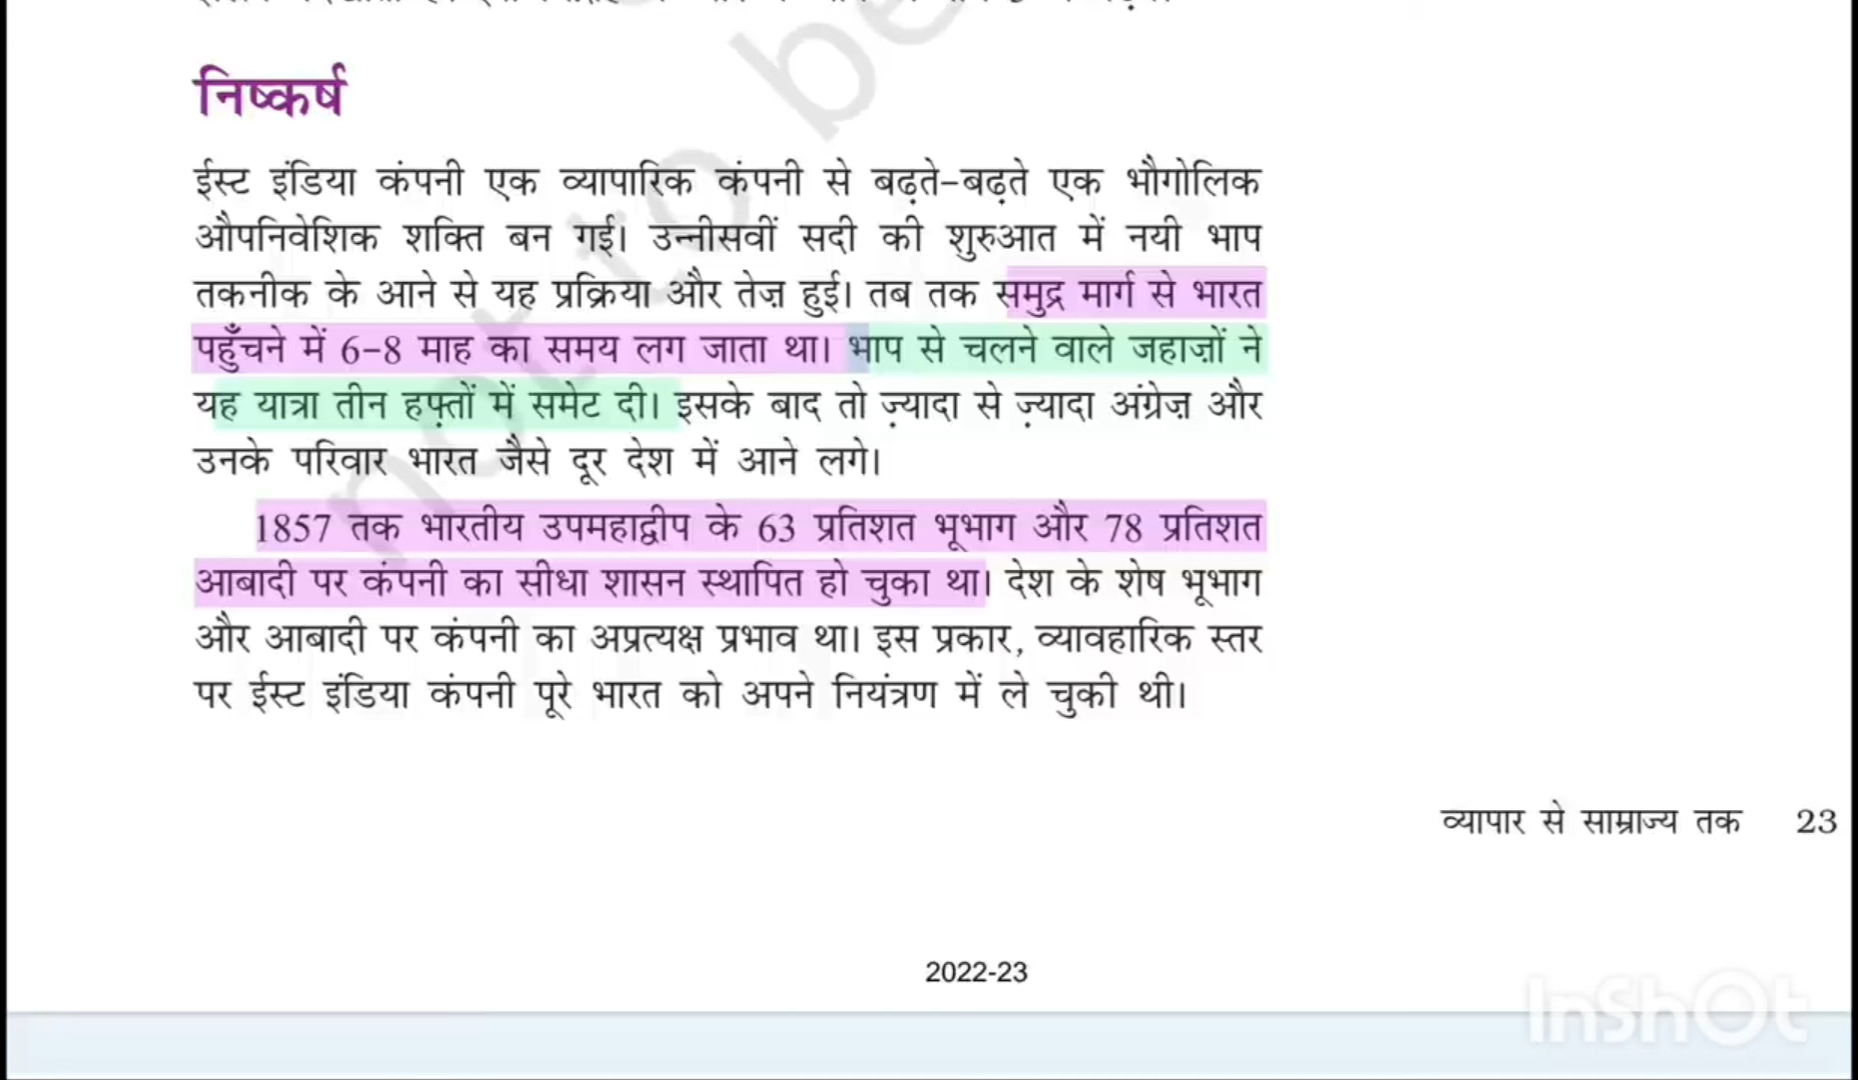 निष्कर्ष
ईस्ट इंडिया कंपनी एक व्यापारिक कंपनी से बढ़ते-बढ़ते एक भौगोलिक
औपनिवेशिक शक्ति बन गई। उन्नीसवीं सदी की शुरुआत में नयी भाप
तकनीक के आने से यह प्रक्रिया और तेज़ हुई। तब तक समुद्र मार्ग से भारत
पहुँचने में 6-8 माह का समय लग जाता था। भाप से चलने वाले जहाज़ों ने
यह यात्रा तीन हफ़्तों में समेट दी। इसके बाद तो ज़्यादा से ज़्यादा अंग्रेज़ और
उनके परिवार भारत जैसे दूर देश में आने लगे।
1857 तक भारतीय उपमहाद्वीप के 63 प्रतिशत भूभाग और 78 प्रतिशत
आबादी पर कंपनी का सीधा शासन स्थापित हो चुका था। देश के शेष भूभाग
और आबादी पर कंपनी का अप्रत्यक्ष प्रभाव था। इस प्रकार, व्यावहारिक स्तर
पर ईस्ट इंडिया कंपनी पूरे भारत को अपने नियंत्रण में ले चुकी थी।
व्यापार से साम्राज्य तक 23
2022-23
InShOt
not to be